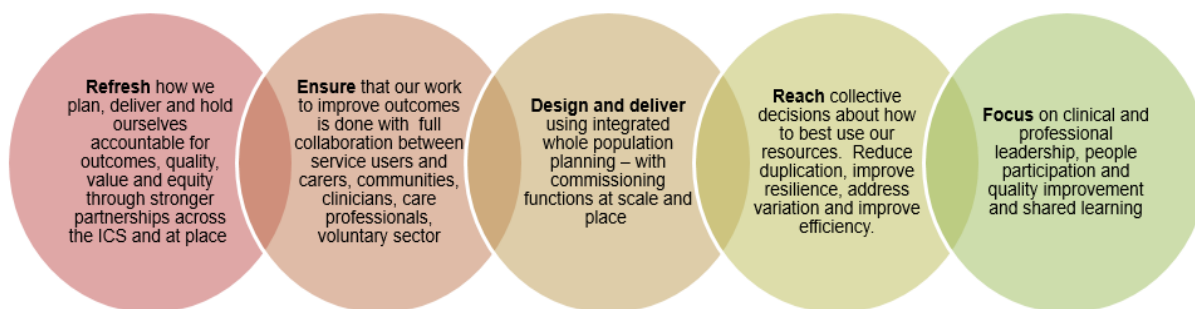 Refresh how we
plan, deliver and hold
ourselves
accountable for
outcomes, quality,
value and equity
through stronger
partnerships across
the ICS and at place
Ensure that our work
to improve outcomes
is done with full
collaboration between
service users and
carers, communities,
clinicians, care
professionals,
voluntary sector
Design and deliver
using integrated
whole population
planning – with
commissioning
functions at scale and
place
Reach collective
decisions about how
to best use our
resources. Reduce
duplication, improve
resilience, address
variation and improve
efficiency.
Focus on clinical and
professional
leadership, people
participation and
quality improvement
and shared learning